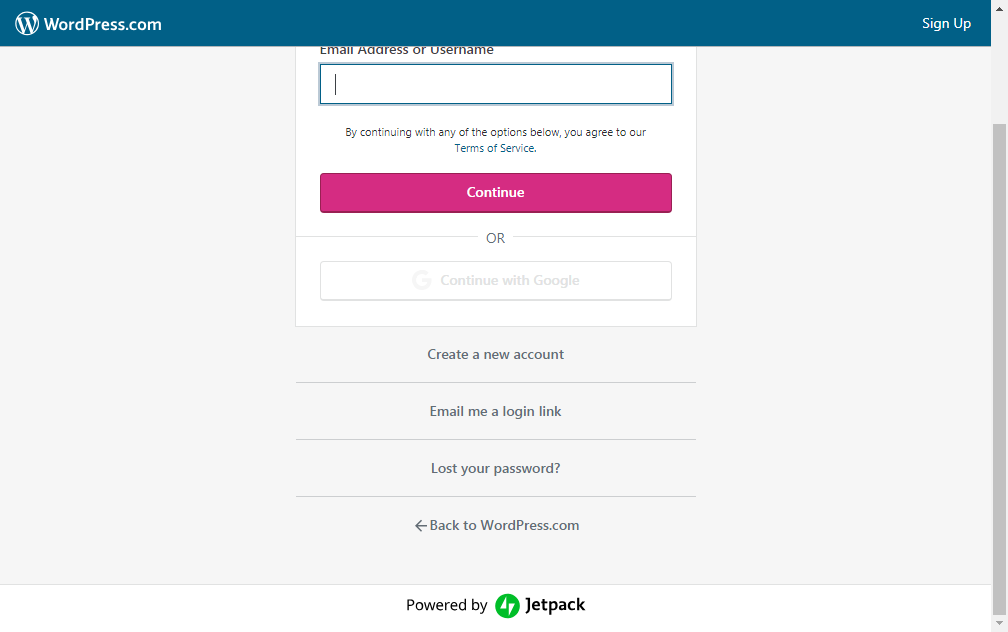 WordPress.com
Sign Up
Email Address or Username
By continuing with any of the options below, you agree to our
Terms of Service.
Continue
OR
Continue with Google
Create a new account
Email me a login link
Lost your password?
Back to WordPress.com
Powered by Jetpack